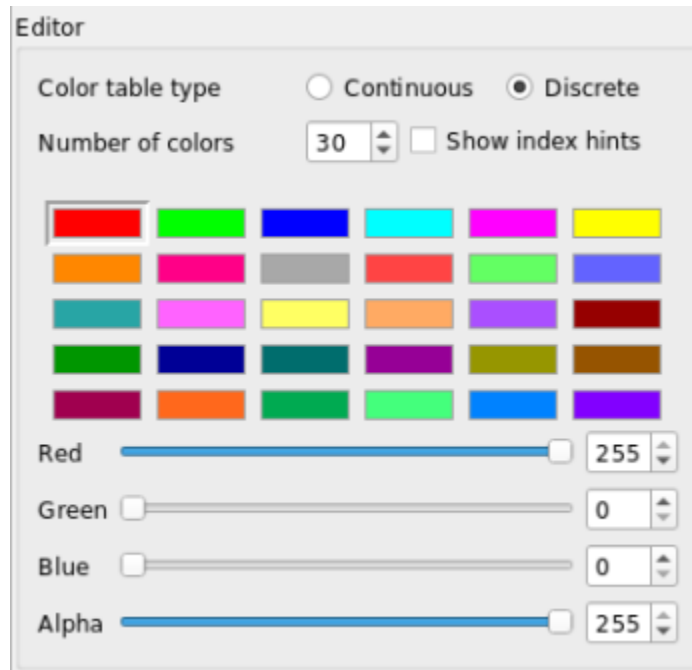 Editor
Color table type Continuous Discrete
Number of colors 30 Show index hints
Red 255
Green 0
Blue 0
Alpha 255